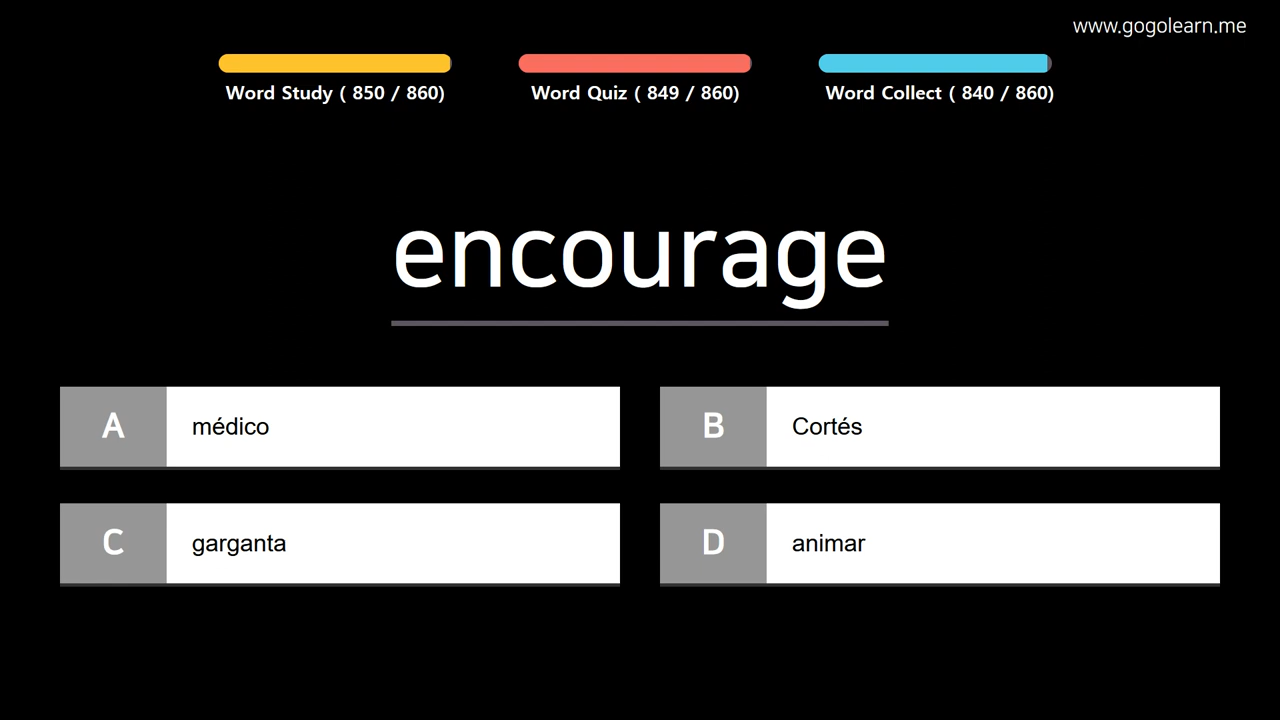 www.gogolearn.me
Word Study ( 850 / 860)
Word Quiz ( 849 / 860)
Word Collect ( 840 / 860)
encourage
A
médico
B
Cortés
C
garganta
D
animar